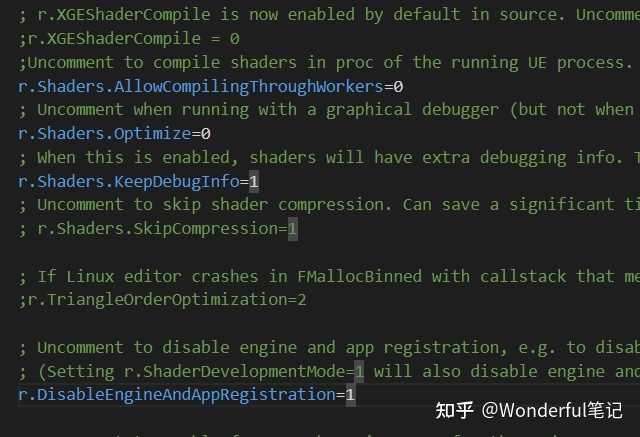 ; r.XGEShaderCompile is now enabled by default in source. Uncomme
;r.XGEShaderCompile = 0
;Uncomment to compile shaders in proc of the running UE process.
r.Shaders.AllowCompilingThroughWorkers=0
; Uncomment when running with a graphical debugger (but not when
r.Shaders.Optimize=0
; When this is enabled, shaders will have extra debugging info. T
r.Shaders.KeepDebugInfo=1
; Uncomment to skip shader compression. Can save a significant ti
; r.Shaders.SkipCompression=1
; If Linux editor crashes in FMallocBinned with callstack that me
;r.TriangleOrderOptimization=2
; Uncomment to disable engine and app registration, e.g. to disab
; (Setting r.ShaderDevelopmentMode=1 will also disable engine and
r.DisableEngineAndAppRegistration=1
知乎 @Wonderful笔记